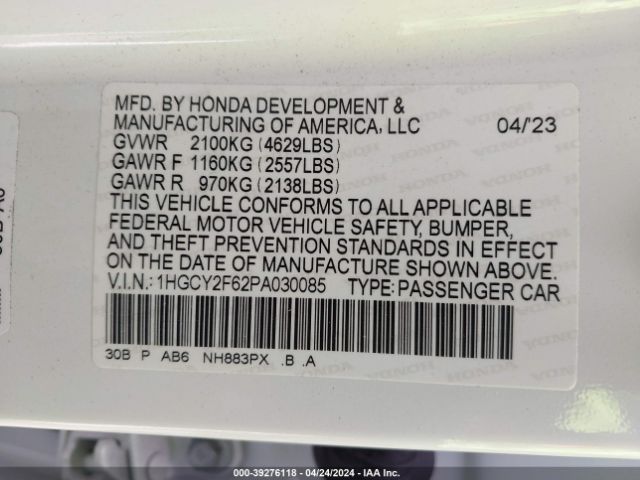 MFD. BY HONDA DEVELOPMENT &
MANUFACTURING OF AMERICA, LLC 04/'23
GVWR 2100KG (4629LBS)
GAWR F 1160KG (2557LBS)
GAWR R 970KG (2138LBS)
THIS VEHICLE CONFORMS TO ALL APPLICABLE
FEDERAL MOTOR VEHICLE SAFETY, BUMPER,
AND THEFT PREVENTION STANDARDS IN EFFECT
ON THE DATE OF MANUFACTURE SHOWN ABOVE.
V.I.N.: 1HGCY2F62PA030085 TYPE: PASSENGER CAR
30B P AB6 NH883PX .B .A
000-39276118 - 04/24/2024 - IAA Inc.